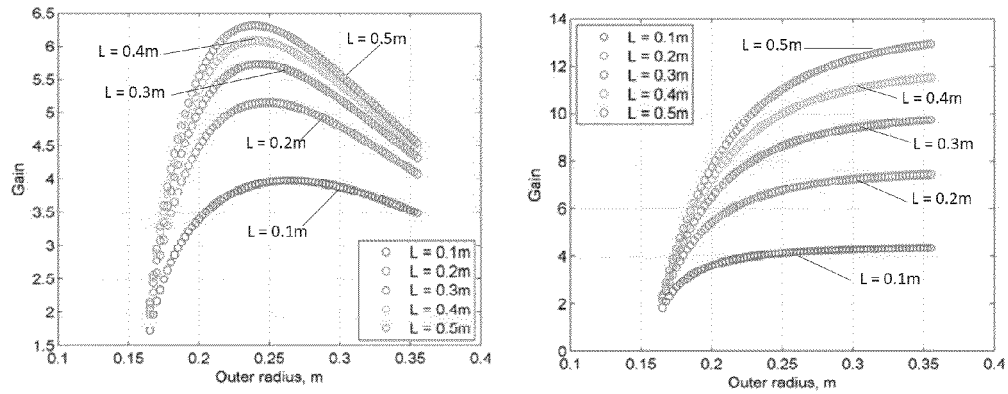 6.5
6
5.5
5
4.5
4
3.5
3
2.5
2
1.5
Gain
0.1
0.15
0.2
0.25
0.3
0.35
0.4
Outer radius, m
L = 0.4m
L = 0.3m
L = 0.5m
L = 0.2m
L = 0.1m
L = 0.1m
L = 0.2m
L = 0.3m
L = 0.4m
L = 0.5m
14
12
10
8
6
4
2
0
Gain
0.1
0.15
0.2
0.25
0.3
0.35
0.4
Outer radius, m
L = 0.1m
L = 0.2m
L = 0.3m
L = 0.4m
L = 0.5m
L = 0.5m
L = 0.4m
L = 0.3m
L = 0.2m
L = 0.1m